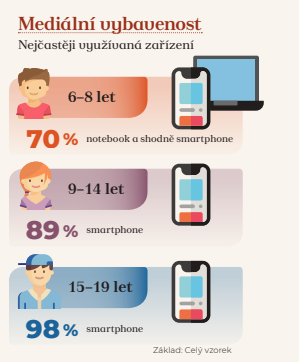 Mediální vybavenost
Nejčastěji využívaná zařízení
6–8 let
70 % notebook a shodně smartphone
9–14 let
89 % smartphone
15–19 let
98 % smartphone
Základ: Celý vzorek